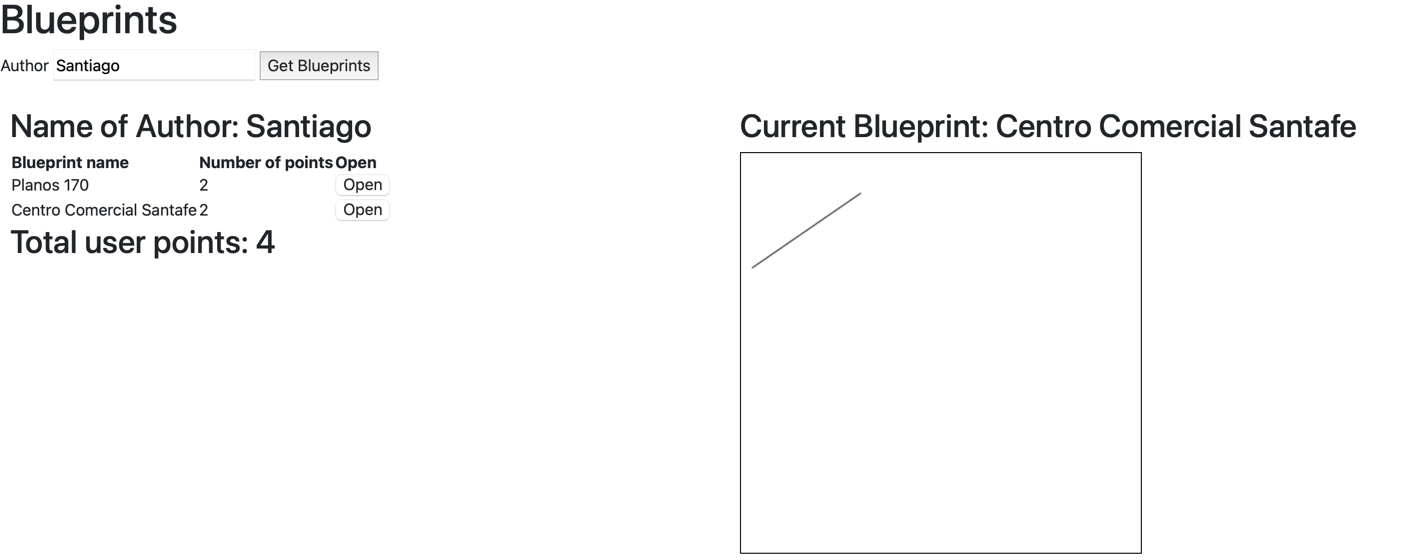 Blueprints
Author Santiago Get Blueprints
Name of Author: Santiago
Blueprint name Number of points Open
Planos 170 2 Open
Centro Comercial Santafe 2 Open
Total user points: 4
Current Blueprint: Centro Comercial Santafe